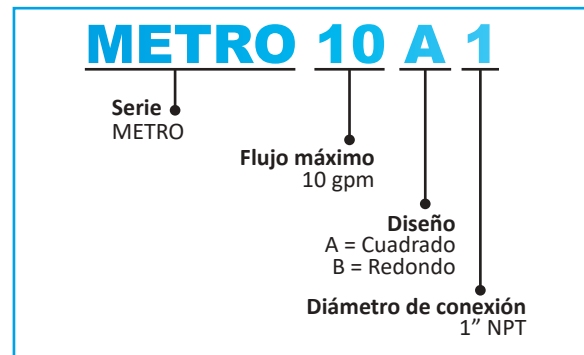 METRO 10 A 1
Serie
METRO
Flujo máximo
10 gpm
Diseño
A = Cuadrado
B = Redondo
Diámetro de conexión
1” NPT